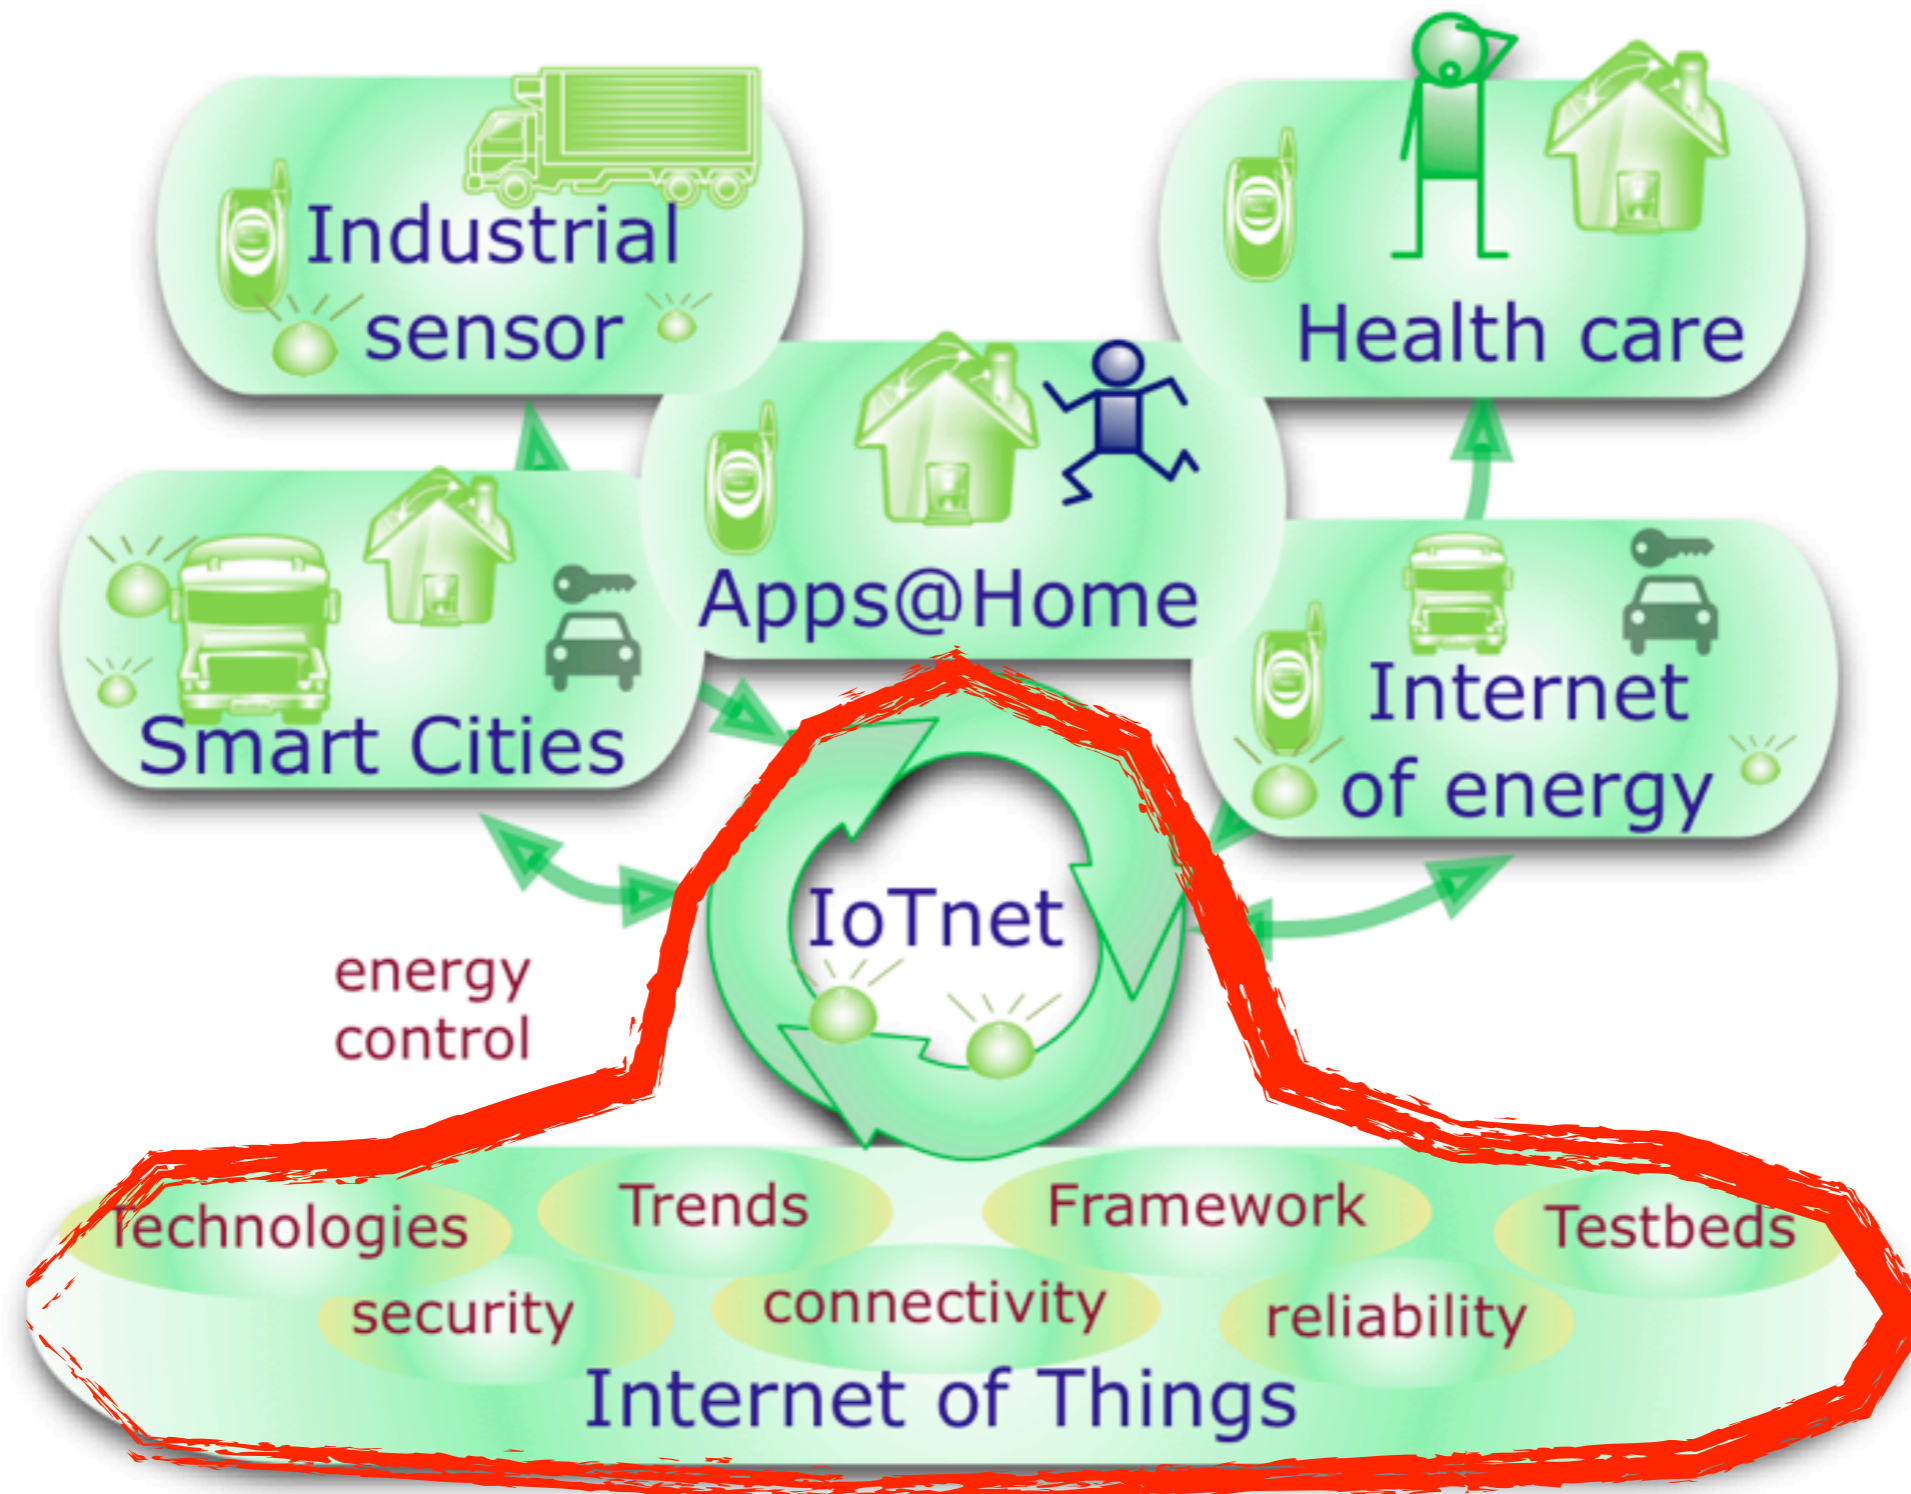 Industrial
sensor
Health care
Apps@Home
Smart Cities
Internet
of energy
IoTnet
energy
control
Technologies
Trends
Framework
Testbeds
security
connectivity
reliability
Internet of Things